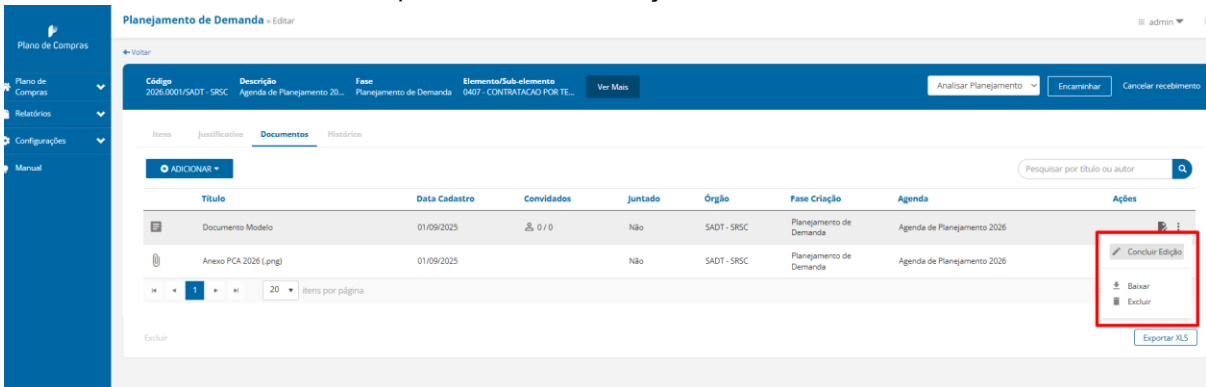 Planejamento de Demanda » Editar
admin
Plano de Compras
Voltar
Plano de
Compras
Relatórios
Configurações
Manual
Código
2026.0001/SADT - SRSC
Descrição
Agenda de Planejamento 20...
Fase
Planejamento de Demanda
Elemento/Sub-elemento
0407 - CONTRATACAO POR TE...
Ver Mais
Analisar Planejamento
Encaminhar
Cancelar recebimento
Itens Justificativa Documentos Histórico
ADICIONAR
Pesquisar por título ou autor
Título Data Cadastro Convidados Juntado Órgão Fase Criação Agenda Ações
Documento Modelo 01/09/2025 0 / 0 Não SADT - SRSC Planejamento de Agenda de Planejamento 2026
Demanda
Anexo PCA 2026 (.png) 01/09/2025 Não SADT - SRSC Planejamento de Agenda de Planejamento 2026
Demanda
Concluir Edição
Baixar
Excluir
1 20 itens por página
Excluir
Exportar XLS